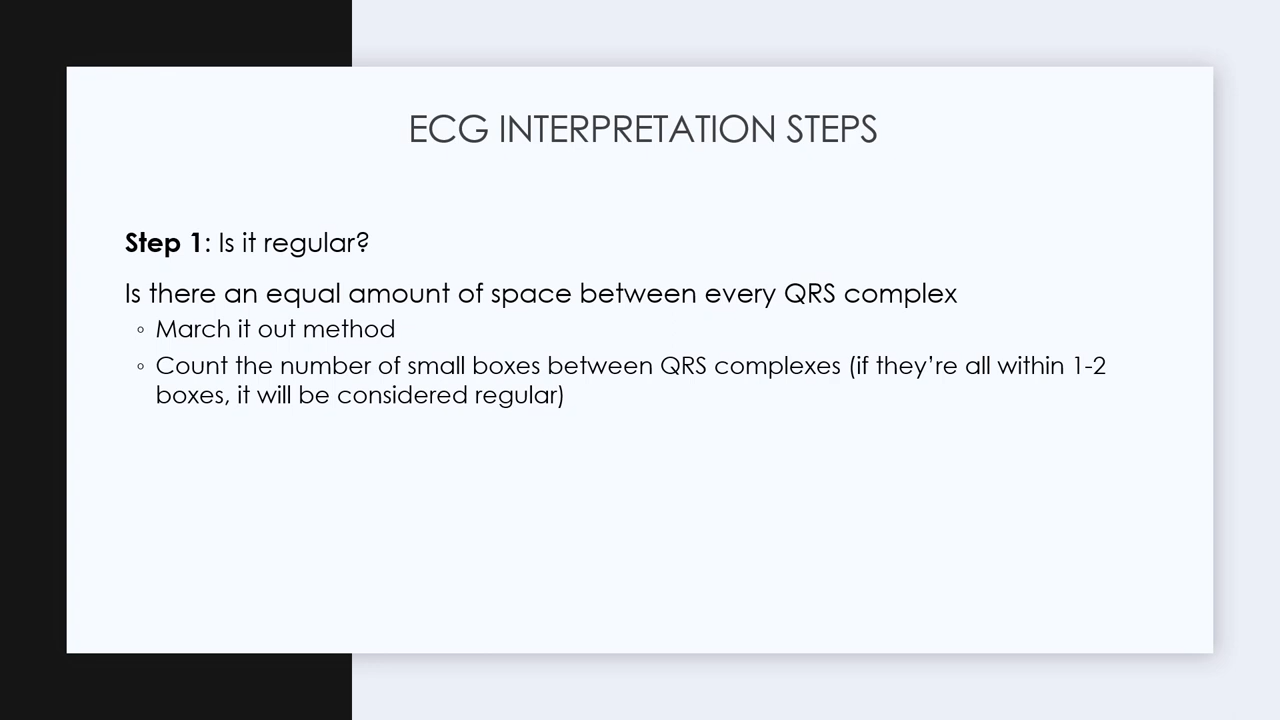 ECG INTERPRETATION STEPS
Step 1: Is it regular?
Is there an equal amount of space between every QRS complex
◦ March it out method
◦ Count the number of small boxes between QRS complexes (if they’re all within 1-2
boxes, it will be considered regular)